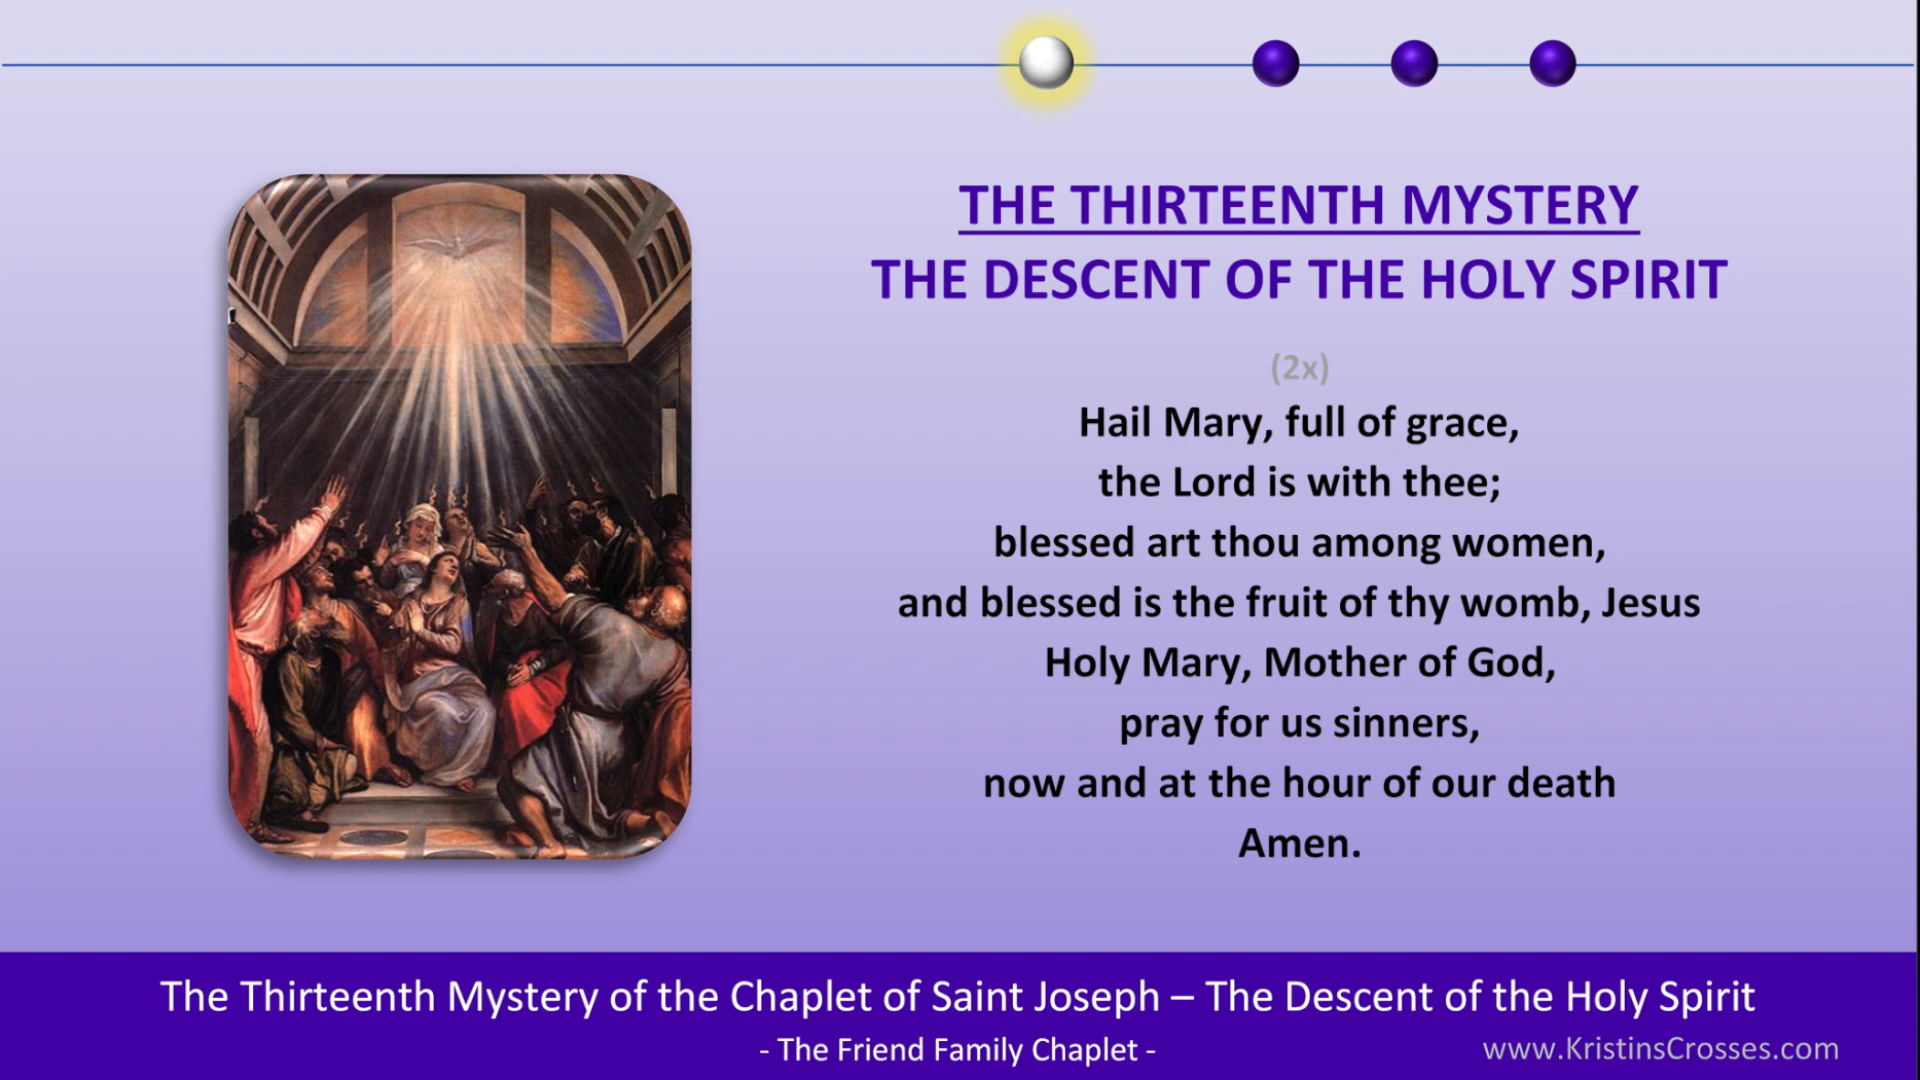 THE THIRTEENTH MYSTERY
THE DESCENT OF THE HOLY SPIRIT
(2x)
Hail Mary, full of grace,
the Lord is with thee;
blessed art thou among women,
and blessed is the fruit of thy womb, Jesus
Holy Mary, Mother of God,
pray for us sinners,
now and at the hour of our death
Amen.
The Thirteenth Mystery of the Chaplet of Saint Joseph – The Descent of the Holy Spirit
- The Friend Family Chaplet -
www.KristinsCrosses.com